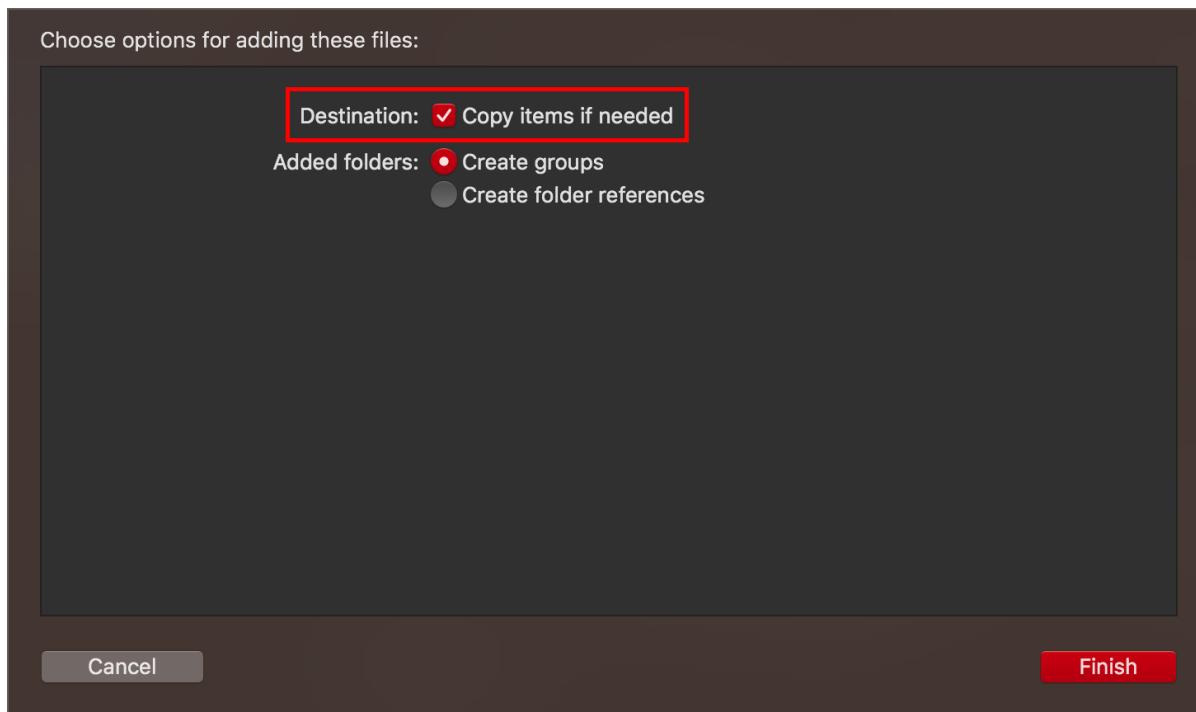 Choose options for adding these files:
Destination: Copy items if needed
Added folders: Create groups
Create folder references
Cancel Finish